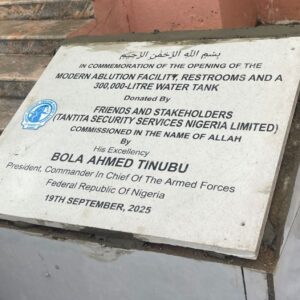 بسم الله الرحمن الرحيم
IN COMMEMORATION OF THE OPENING OF THE
MODERN ABLUTION FACILITY, RESTROOMS AND A
300,000-LITRE WATER TANK
Donated By
FRIENDS AND STAKEHOLDERS
(TANTITA SECURITY SERVICES NIGERIA LIMITED)
COMMISSIONED IN THE NAME OF ALLAH
By
His Excellency
BOLA AHMED TINUBU
President, Commander In Chief Of The Armed Forces
Federal Republic Of Nigeria
19TH SEPTEMBER, 2025